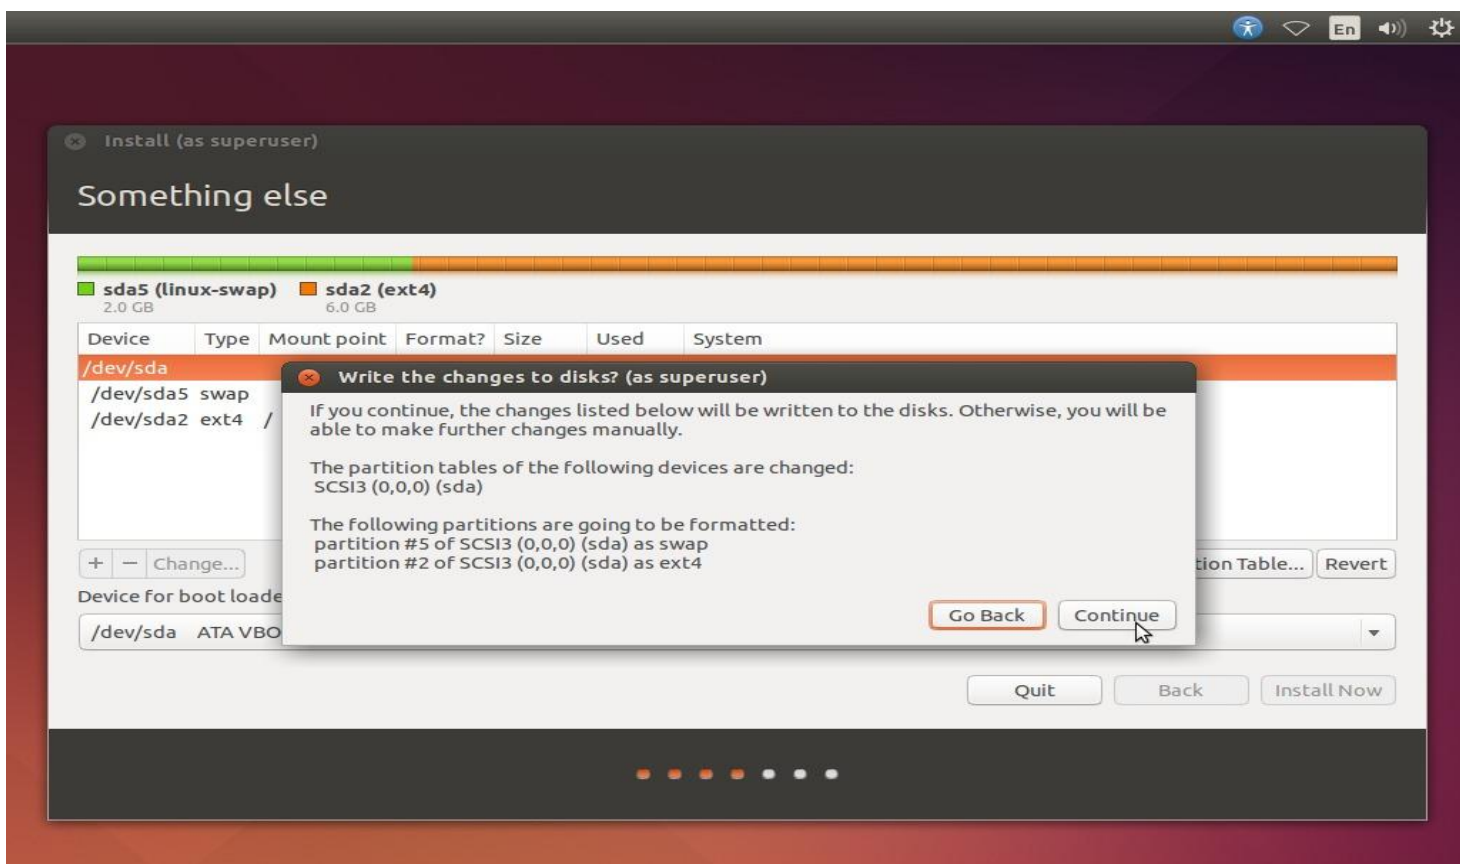 En
Install (as superuser)
Something else
sda5 (linux-swap) sda2 (ext4)
2.0 GB 6.0 GB
Device Type Mount point Format? Size Used System
/dev/sda
/dev/sda5 swap
/dev/sda2 ext4 /
Write the changes to disks? (as superuser)
If you continue, the changes listed below will be written to the disks. Otherwise, you will be
able to make further changes manually.
The partition tables of the following devices are changed:
SCSI3 (0,0,0) (sda)
The following partitions are going to be formatted:
partition #5 of SCSI3 (0,0,0) (sda) as swap
partition #2 of SCSI3 (0,0,0) (sda) as ext4
Go Back Continue
+ − Change... Table... Revert
Device for boot
/dev/sda ATA
Quit Back Install Now